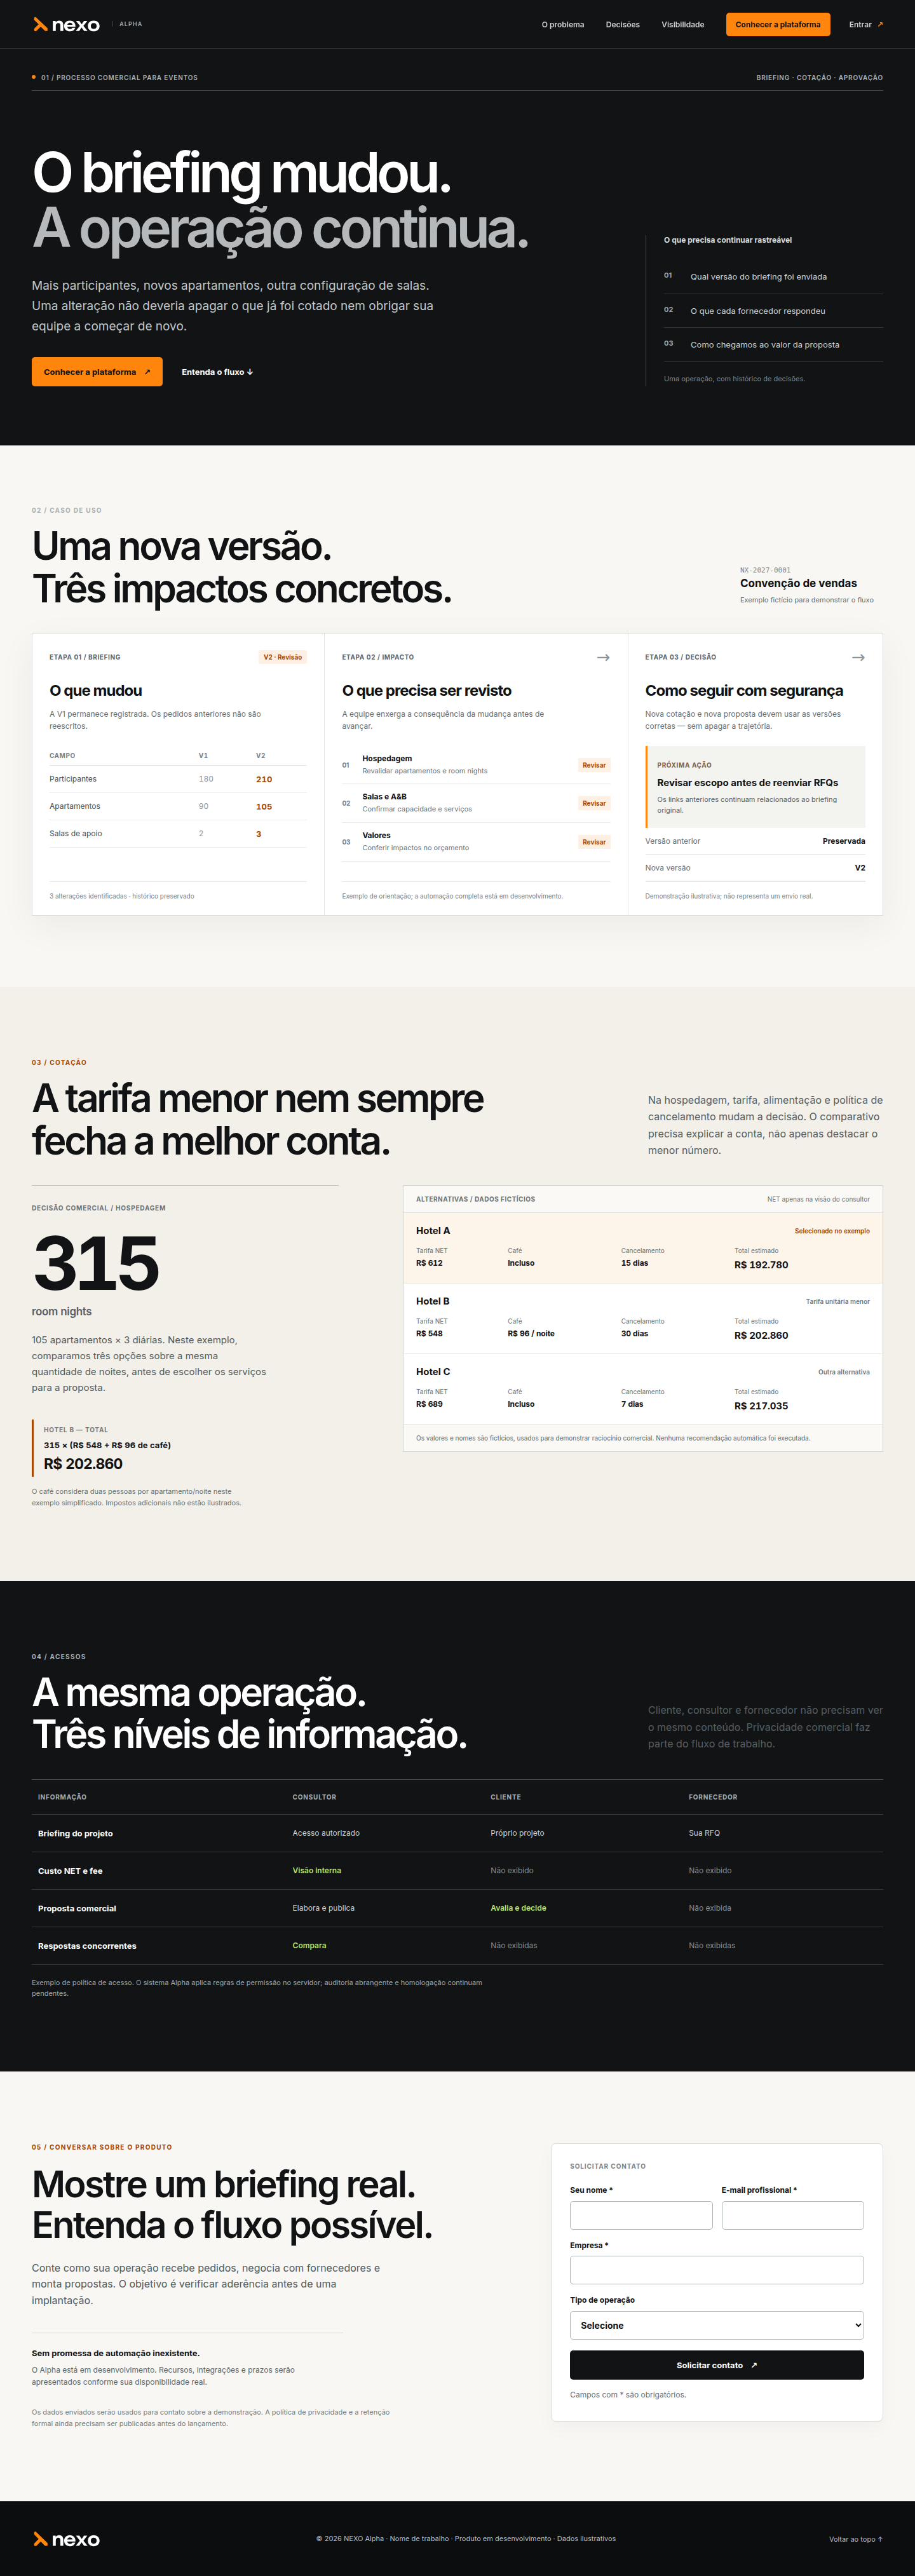 nexo
ALPHA
O problema
Decisões
Visibilidade
Conhecer a plataforma
Entrar ↗
01 / PROCESSO COMERCIAL PARA EVENTOS
BRIEFING · COTAÇÃO · APROVAÇÃO
O briefing mudou.
A operação continua.
Mais participantes, novos apartamentos, outra configuração de salas.
Uma alteração não deveria apagar o que já foi cotado nem obrigar sua
equipe a começar de novo.
Conhecer a plataforma ↗
Entenda o fluxo ↓
O que precisa continuar rastreável
01 Qual versão do briefing foi enviada
02 O que cada fornecedor respondeu
03 Como chegamos ao valor da proposta
Uma operação, com histórico de decisões.
02 / CASO DE USO
Uma nova versão.
Três impactos concretos.
NX-2027-0001
Convenção de vendas
Exemplo fictício para demonstrar o fluxo
ETAPA 01 / BRIEFING
V2 · Revisão
O que mudou
A V1 permanece registrada. Os pedidos anteriores não são
reescritos.
CAMPO V1 V2
Participantes 180 210
Apartamentos 90 105
Salas de apoio 2 3
3 alterações identificadas · histórico preservado
ETAPA 02 / IMPACTO →
O que precisa ser revisto
A equipe enxerga a consequência da mudança antes de
avançar.
01 Hospedagem
Revalidar apartamentos e room nights
Revisar
02 Salas e A&B
Confirmar capacidade e serviços
Revisar
03 Valores
Conferir impactos no orçamento
Revisar
Exemplo de orientação; a automação completa está em desenvolvimento.
ETAPA 03 / DECISÃO →
Como seguir com segurança
Nova cotação e nova proposta devem usar as versões
corretas — sem apagar a trajetória.
PRÓXIMA AÇÃO
Revisar escopo antes de reenviar RFQs
Os links anteriores continuam relacionados ao briefing
original.
Versão anterior Preservada
Nova versão V2
Demonstração ilustrativa; não representa um envio real.
03 / COTAÇÃO
A tarifa menor nem sempre
fecha a melhor conta.
Na hospedagem, tarifa, alimentação e política de
cancelamento mudam a decisão. O comparativo
precisa explicar a conta, não apenas destacar o
menor número.
DECISÃO COMERCIAL / HOSPEDAGEM
315
room nights
105 apartamentos × 3 diárias. Neste exemplo,
comparamos três opções sobre a mesma
quantidade de noites, antes de escolher os serviços
para a proposta.
HOTEL B — TOTAL
315 × (R$ 548 + R$ 96 de café)
R$ 202.860
O café considera duas pessoas por apartamento/noite neste
exemplo simplificado. Impostos adicionais não estão ilustrados.
ALTERNATIVAS / DADOS FICTÍCIOS
NET apenas na visão do consultor
Hotel A Selecionado no exemplo
Tarifa NET Café Cancelamento Total estimado
R$ 612 Incluso 15 dias R$ 192.780
Hotel B Tarifa unitária menor
Tarifa NET Café Cancelamento Total estimado
R$ 548 R$ 96 / noite 30 dias R$ 202.860
Hotel C Outra alternativa
Tarifa NET Café Cancelamento Total estimado
R$ 689 Incluso 7 dias R$ 217.035
Os valores e nomes são fictícios, usados para demonstrar raciocínio comercial. Nenhuma recomendação automática foi executada.
04 / ACESSOS
A mesma operação.
Três níveis de informação.
Cliente, consultor e fornecedor não precisam ver
o mesmo conteúdo. Privacidade comercial faz
parte do fluxo de trabalho.
INFORMAÇÃO CONSULTOR CLIENTE FORNECEDOR
Briefing do projeto Acesso autorizado Próprio projeto Sua RFQ
Custo NET e fee Visão interna Não exibido Não exibido
Proposta comercial Elabora e publica Avalia e decide Não exibida
Respostas concorrentes Compara Não exibidas Não exibidas
Exemplo de política de acesso. O sistema Alpha aplica regras de permissão no servidor; auditoria abrangente e homologação continuam
pendentes.
05 / CONVERSAR SOBRE O PRODUTO
Mostre um briefing real.
Entenda o fluxo possível.
Conte como sua operação recebe pedidos, negocia com fornecedores e
monta propostas. O objetivo é verificar aderência antes de uma
implantação.
Sem promessa de automação inexistente.
O Alpha está em desenvolvimento. Recursos, integrações e prazos serão
apresentados conforme sua disponibilidade real.
Os dados enviados serão usados para contato sobre a demonstração. A política de privacidade e a retenção
formal ainda precisam ser publicadas antes do lançamento.
SOLICITAR CONTATO
Seu nome *
E-mail profissional *
Empresa *
Tipo de operação
Selecione
Solicitar contato ↗
Campos com * são obrigatórios.
nexo
© 2026 NEXO Alpha · Nome de trabalho · Produto em desenvolvimento · Dados ilustrativos
Voltar ao topo ↑